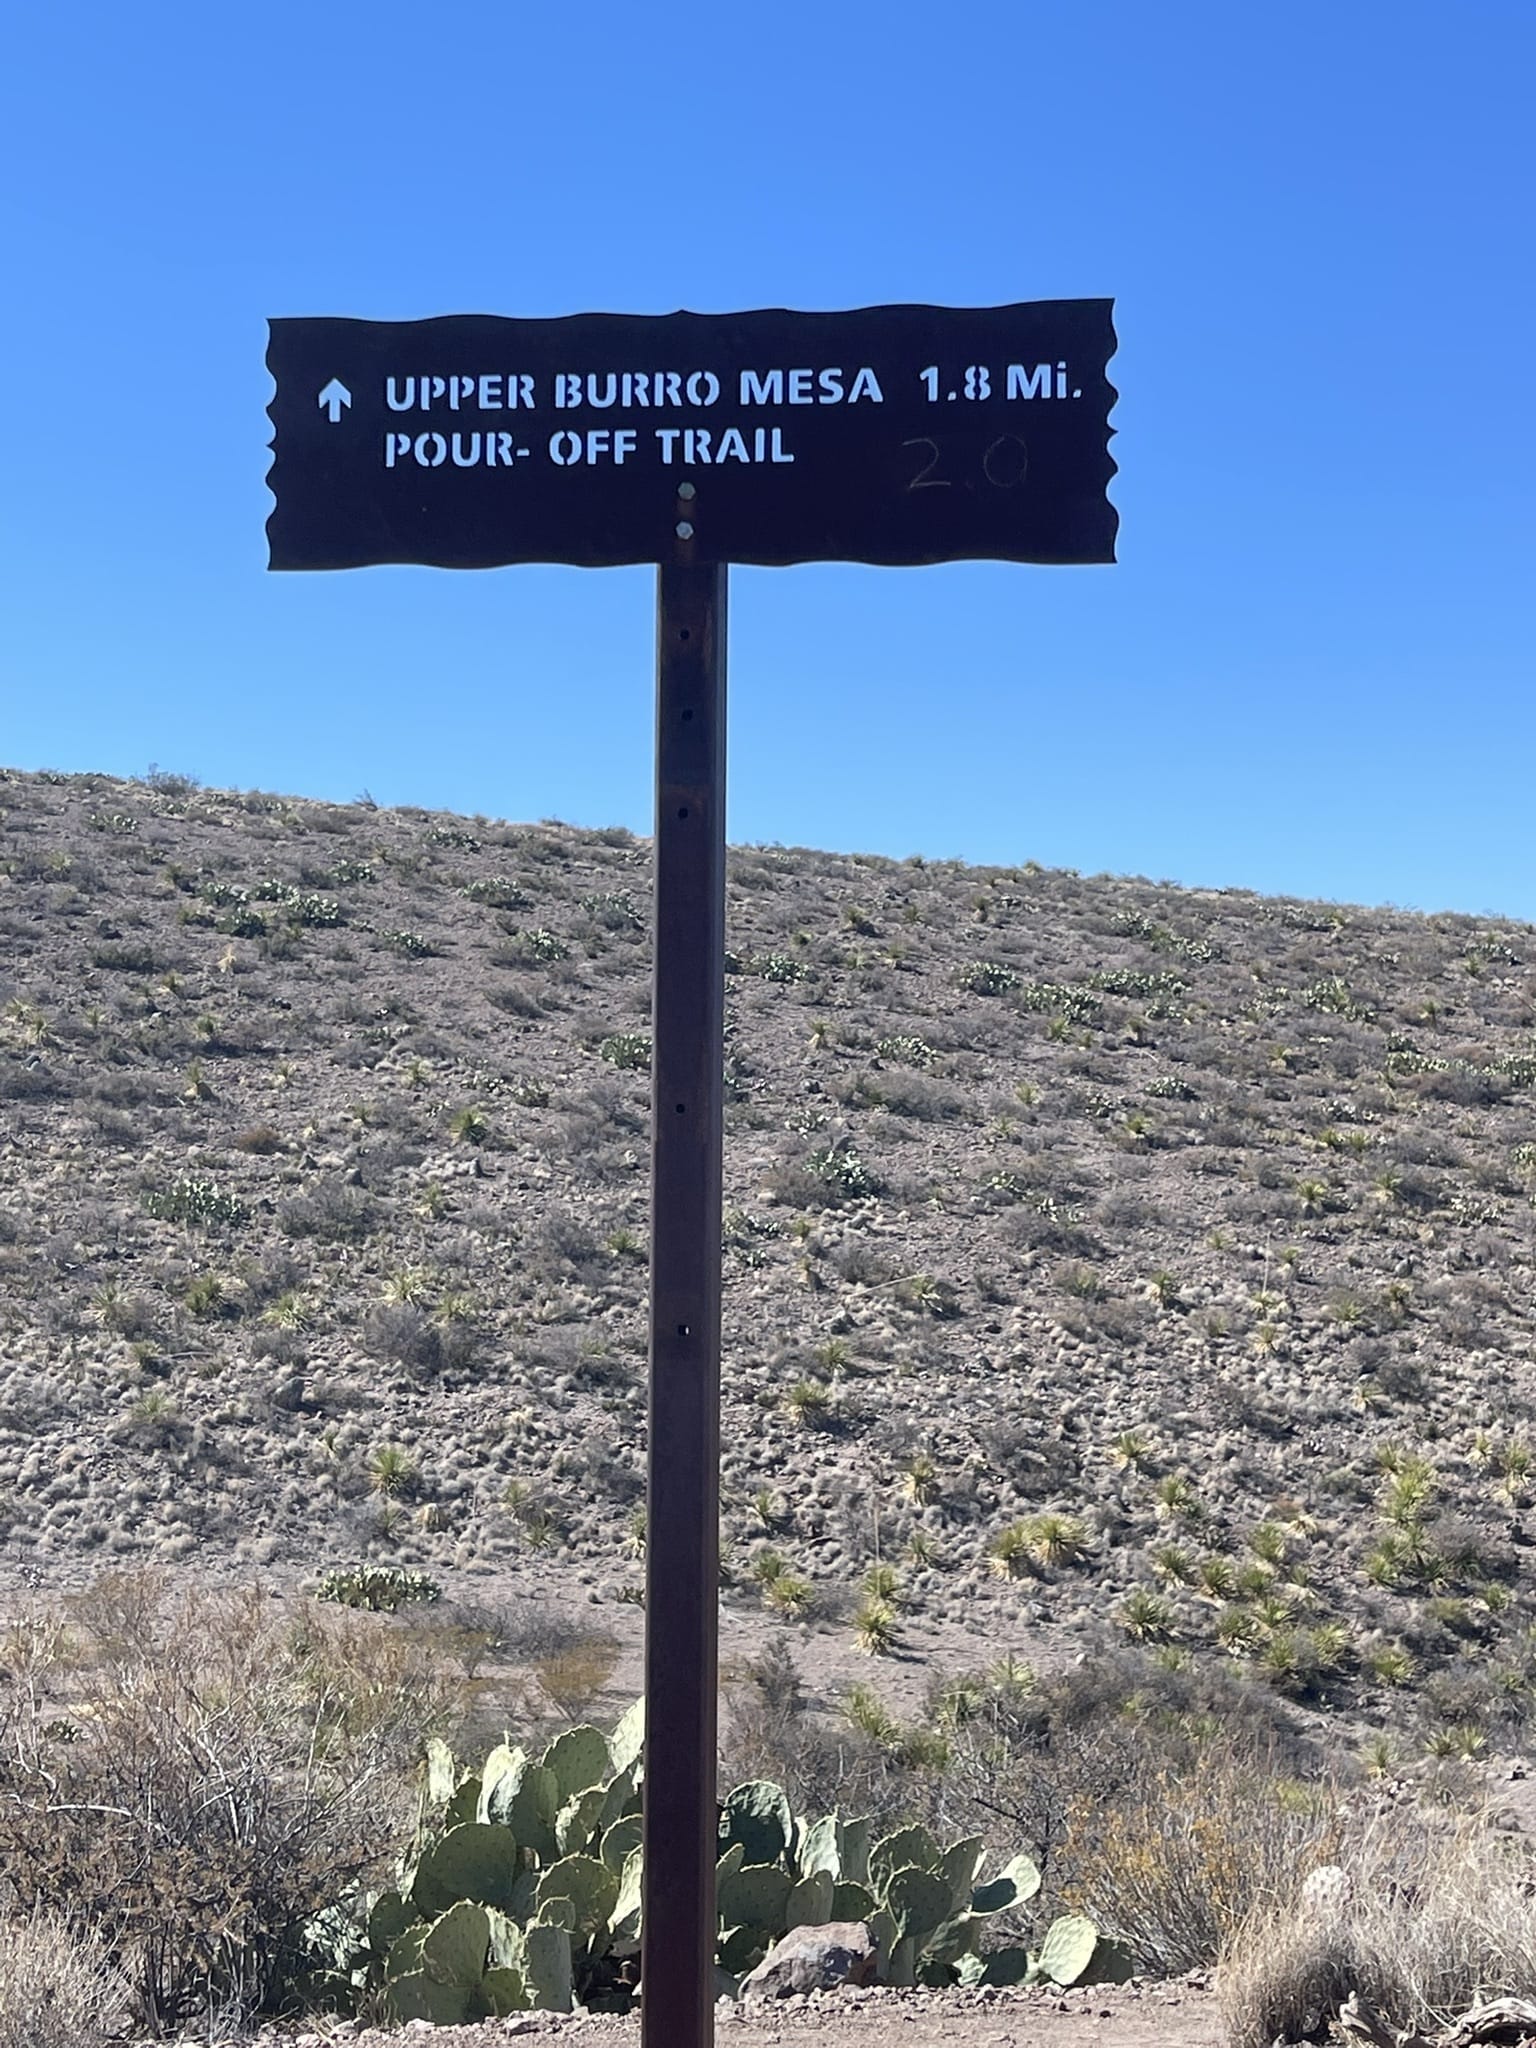 ↑ UPPER BURRO MESA 1.8 Mi.
POUR- OFF TRAIL 2.0